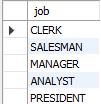 job
CLERK
SALESMAN
MANAGER
ANALYST
PRESIDENT